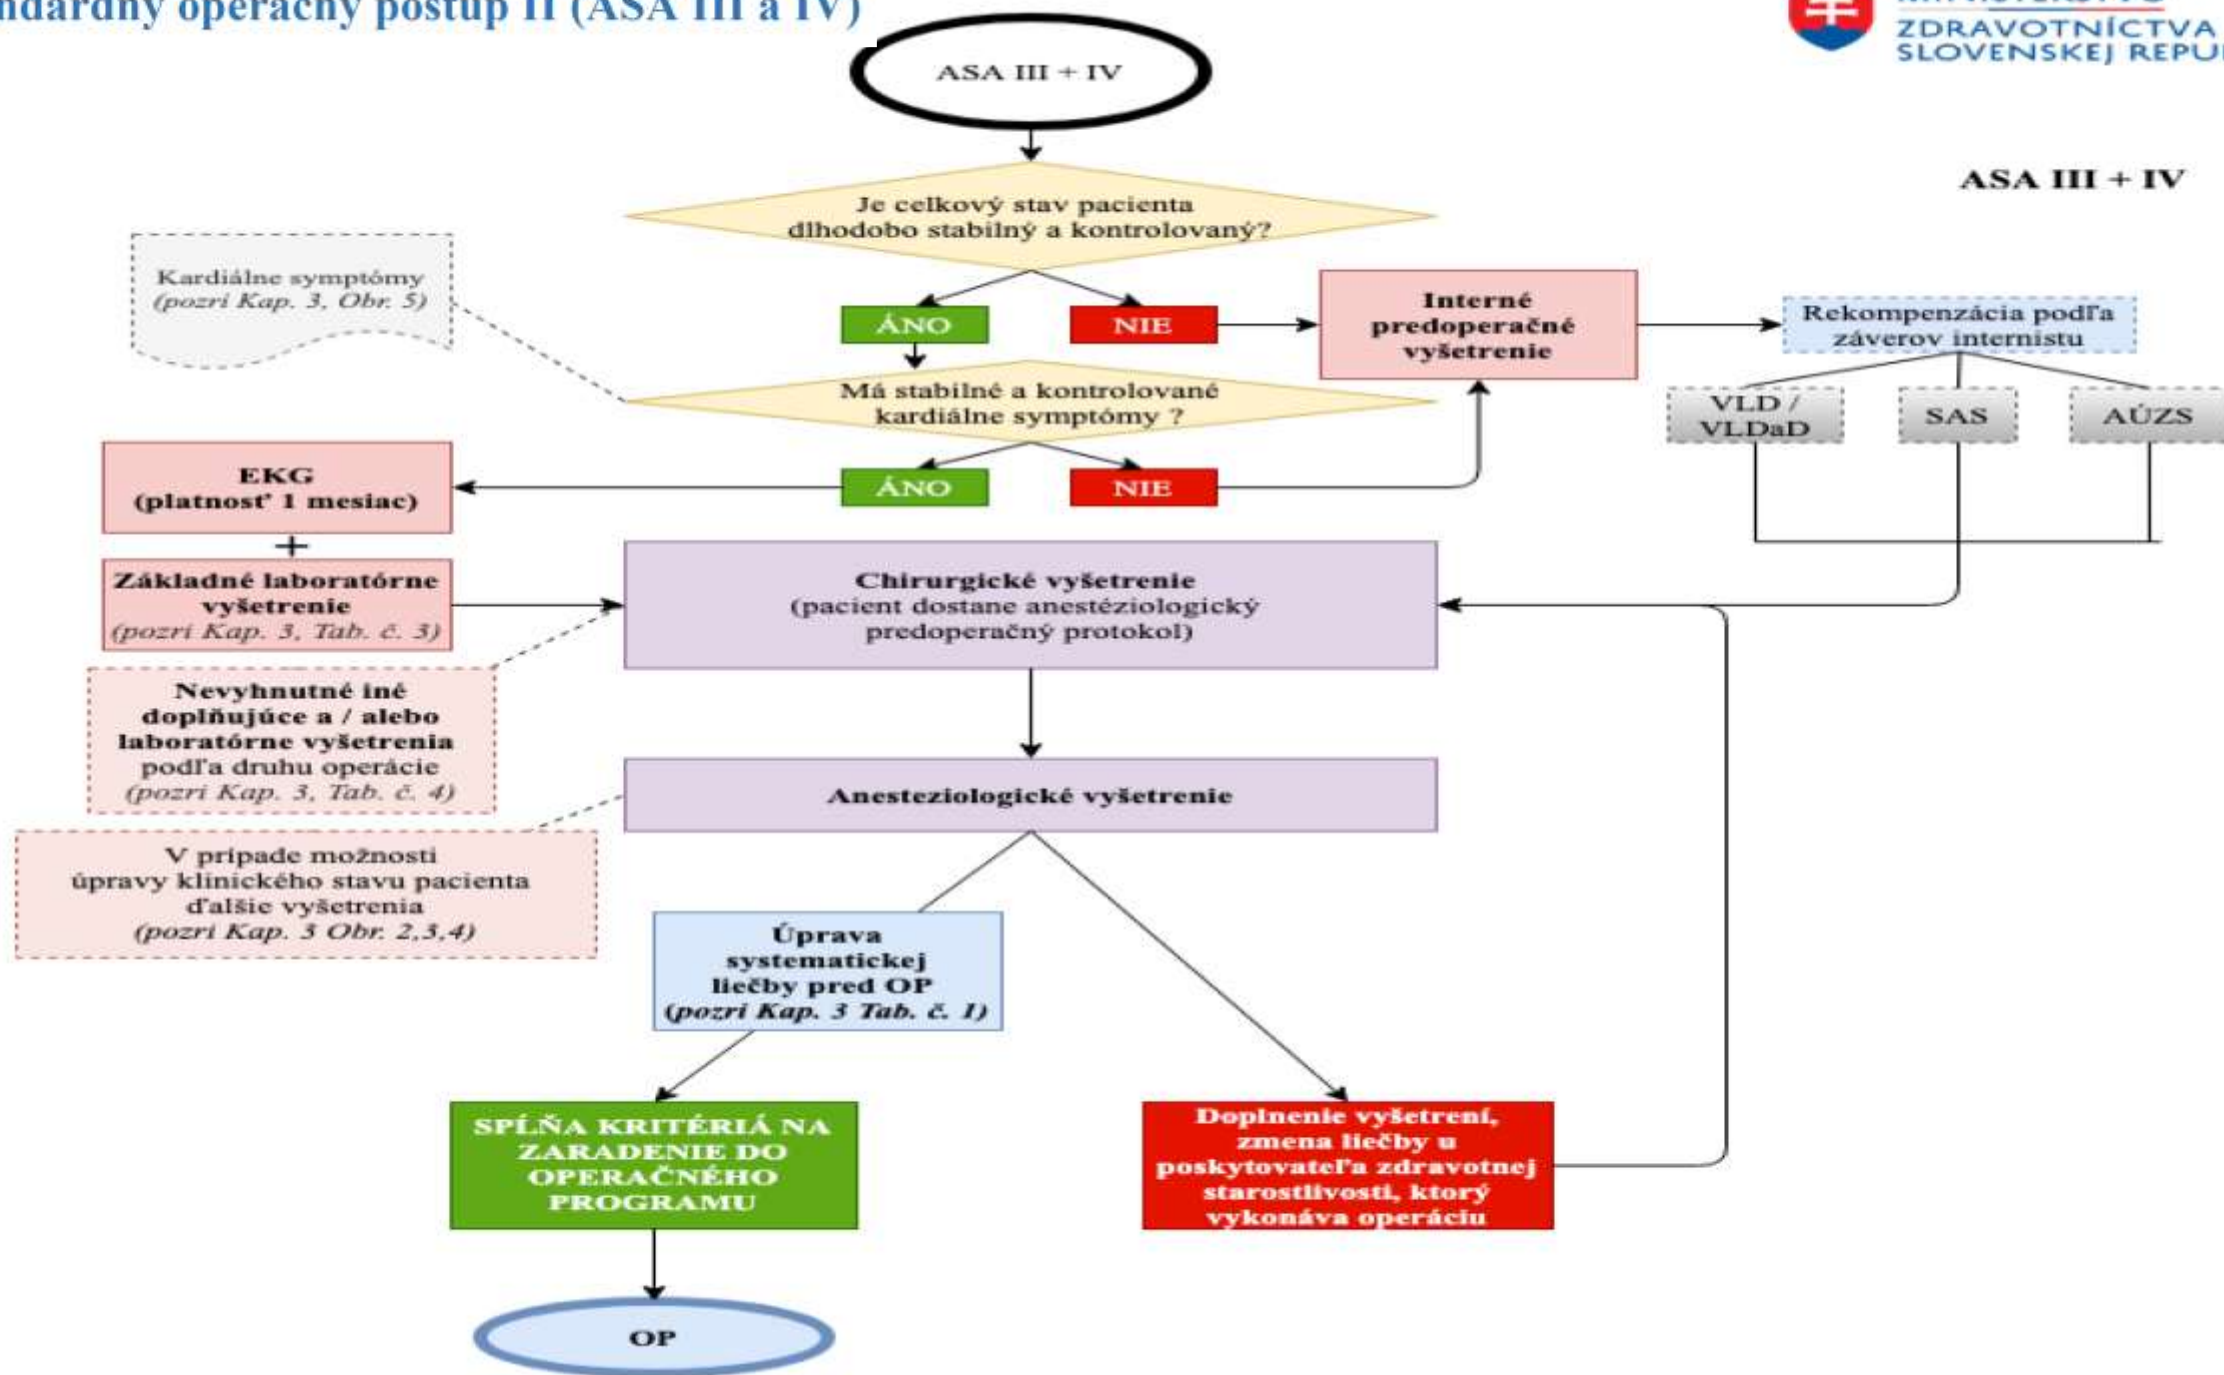 ndardný operačný postup II (ASA III a IV)
MINISTERSTVO
ZDRAVOTNÍCTVA
SLOVENSKEJ REPU
ASA III + IV
ASA III + IV
Je celkový stav pacienta
dlhodobo stabilný a kontrolovaný?
Kardiálne symptómy
(pozri Kap. 3, Obr. 5)
ÁNO
NIE
Interné
predoperačné
vyšetrenie
Rekompenzácia podľa
záverov internistu
Má stabilné a kontrolované
kardiálne symptómy ?
VLD /
VLDaD
SAS
AÚZS
EKG
(platnosť 1 mesiac)
ÁNO
NIE
+
Základné laboratórne
vyšetrenie
(pozri Kap. 3, Tab. č. 3)
Chirurgické vyšetrenie
(pacient dostane anestéziologický
predoperačný protokol)
Nevyhnutné iné
doplňujúce a / alebo
laboratórne vyšetrenia
podľa druhu operácie
(pozri Kap. 3, Tab. č. 4)
Anesteziologické vyšetrenie
V prípade možnosti
úpravy klinického stavu pacienta
ďalšie vyšetrenia
(pozri Kap. 3 Obr. 2,3,4)
Úprava
systematickej
liečby pred OP
(pozri Kap. 3 Tab. č. 1)
SPĹŇA KRITÉRIÁ NA
ZARADENIE DO
OPERAČNÉHO
PROGRAMU
Doplnenie vyšetrení,
zmena liečby u
poskytovateľa zdravotnej
starostlivosti, ktorý
vykonáva operáciu
OP